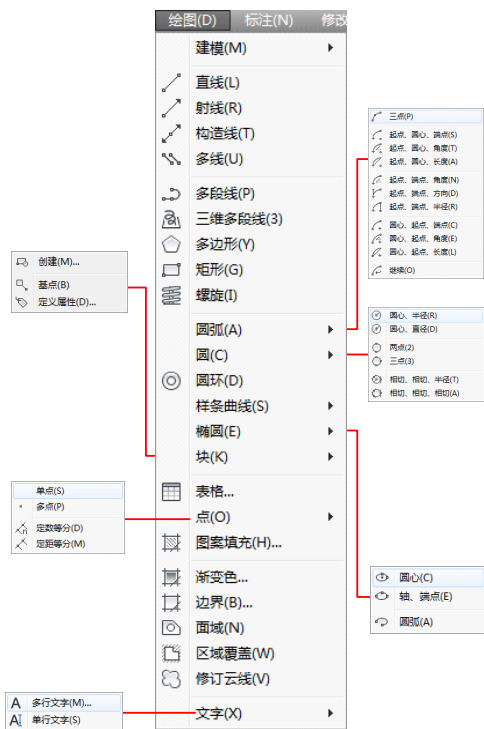 绘图(D) 标注(N) 修改
建模(M)
直线(L)
射线(R)
构造线(T)
多线(U)
多段线(P)
三维多段线(3)
多边形(Y)
矩形(G)
螺旋(I)
圆弧(A)
圆(C)
圆环(D)
样条曲线(S)
椭圆(E)
块(K)
表格...
点(O)
图案填充(H)...
渐变色...
边界(B)...
面域(N)
区域覆盖(W)
修订云线(V)
文字(X)
创建(M)...
基点(B)
定义属性(D)...
单点(S)
多点(P)
定数等分(D)
定距等分(M)
A 多行文字(M)...
AI 单行文字(S)
三点(P)
起点、圆心、端点(S)
起点、圆心、角度(T)
起点、圆心、长度(A)
起点、端点、角度(N)
起点、端点、方向(D)
起点、端点、半径(R)
圆心、起点、端点(C)
圆心、起点、角度(E)
圆心、起点、长度(L)
继续(O)
圆心、半径(R)
圆心、直径(D)
两点(2)
三点(3)
相切、相切、半径(T)
相切、相切、相切(A)
圆心(C)
轴、端点(E)
圆弧(A)